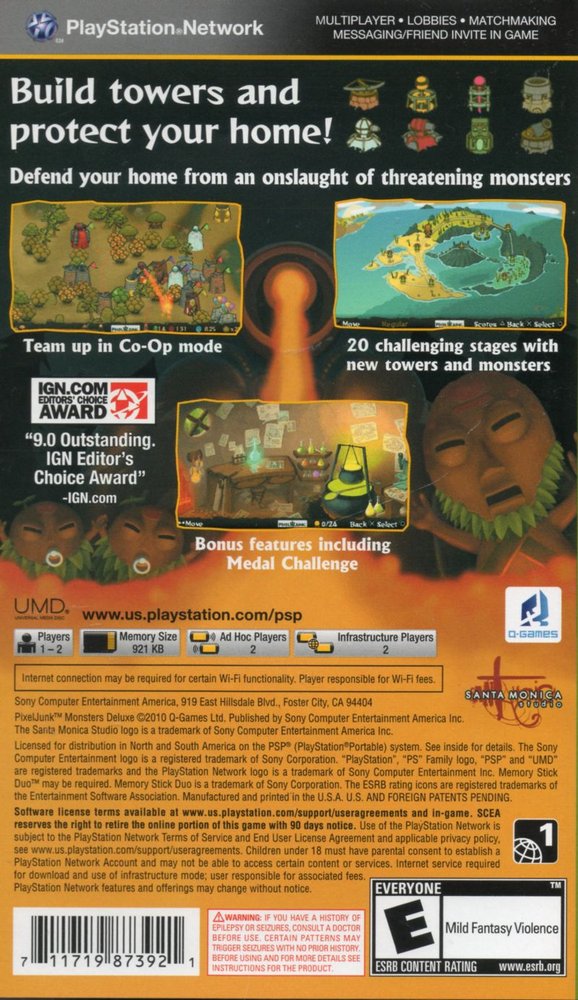 PlayStation®Network
MULTIPLAYER • LOBBIES • MATCHMAKING
MESSAGING/FRIEND INVITE IN GAME
Build towers and
protect your home!
Defend your home from an onslaught of threatening monsters
Move Regular Scores Back Select
Team up in Co-Op mode
20 challenging stages with
new towers and monsters
IGN.COM
EDITORS' CHOICE
AWARD
“9.0 Outstanding.
IGN Editor's
Choice Award”
-IGN.com
Move 0/24 Back Select
Bonus features including
Medal Challenge
UMD®
UNIVERSAL MEDIA DISC
www.us.playstation.com/psp
Q-GAMES
Players
1 – 2
Memory Size
921 KB
Ad Hoc Players
2
Infrastructure Players
2
Internet connection may be required for certain Wi-Fi functionality. Player responsible for Wi-Fi fees.
SANTA MONICA
studio
Sony Computer Entertainment America, 919 East Hillsdale Blvd., Foster City, CA 94404
PixelJunk™ Monsters Deluxe ©2010 Q-Games Ltd. Published by Sony Computer Entertainment America Inc.
The Santa Monica Studio logo is a trademark of Sony Computer Entertainment America Inc.
Licensed for distribution in North and South America on the PSP® (PlayStation®Portable) system. See inside for details. The Sony
Computer Entertainment logo is a registered trademark of Sony Corporation. "PlayStation", "PS" Family logo, "PSP" and "UMD"
are registered trademarks and the PlayStation Network logo is a trademark of Sony Computer Entertainment Inc. Memory Stick
Duo™ may be required. Memory Stick Duo is a trademark of Sony Corporation. The ESRB rating icons are registered trademarks of
the Entertainment Software Association. Manufactured and printed in the U.S.A. U.S. AND FOREIGN PATENTS PENDING.
Software license terms available at www.us.playstation.com/support/useragreements and in-game. SCEA
reserves the right to retire the online portion of this game with 90 days notice. Use of the PlayStation Network is
subject to the PlayStation Network Terms of Service and End User License Agreement and applicable privacy policy,
see www.us.playstation.com/support/useragreements. Children under 18 must have parental consent to establish a
PlayStation Network Account and may not be able to access certain content or services. Internet service required
for download and use of infrastructure mode; user responsible for associated fees.
PlayStation Network features and offerings may change without notice.
1
EVERYONE ™
E
Mild Fantasy Violence
ESRB CONTENT RATING www.esrb.org
7 11719 87392 1
WARNING: IF YOU HAVE A HISTORY OF
EPILEPSY OR SEIZURES, CONSULT A DOCTOR
BEFORE USE. CERTAIN PATTERNS MAY
TRIGGER SEIZURES WITH NO PRIOR HISTORY.
BEFORE USING AND FOR MORE DETAILS SEE
INSTRUCTIONS FOR THE PRODUCT.